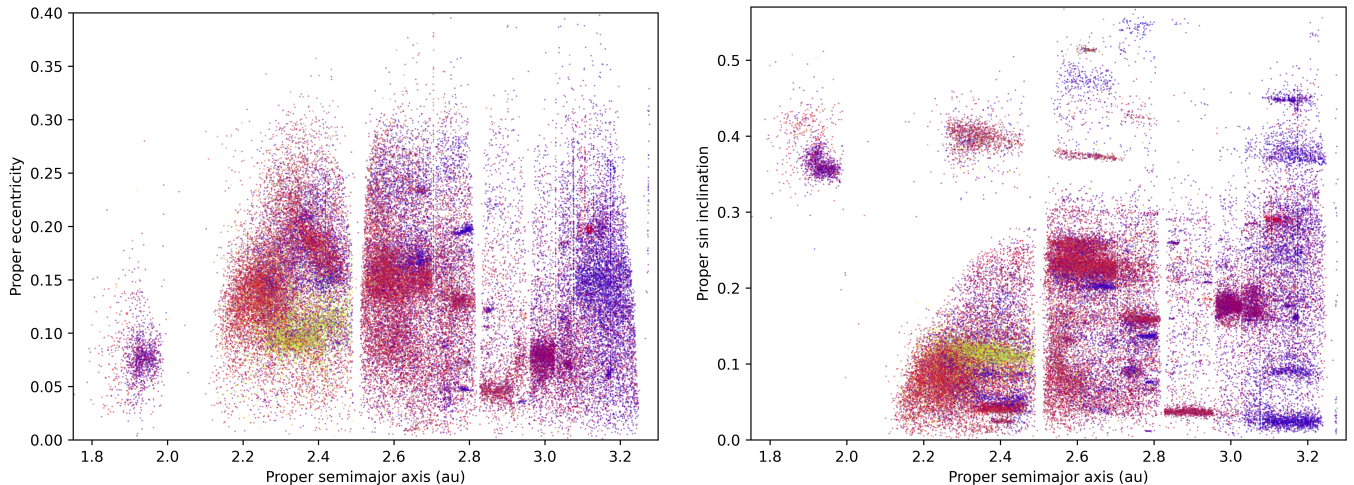 0.40
0.35
0.30
0.25
0.20
0.15
0.10
0.05
0.00
Proper eccentricity
1.8 2.0 2.2 2.4 2.6 2.8 3.0 3.2
Proper semimajor axis (au)
0.5
0.4
0.3
0.2
0.1
0.0
Proper sin inclination
1.8 2.0 2.2 2.4 2.6 2.8 3.0 3.2
Proper semimajor axis (au)